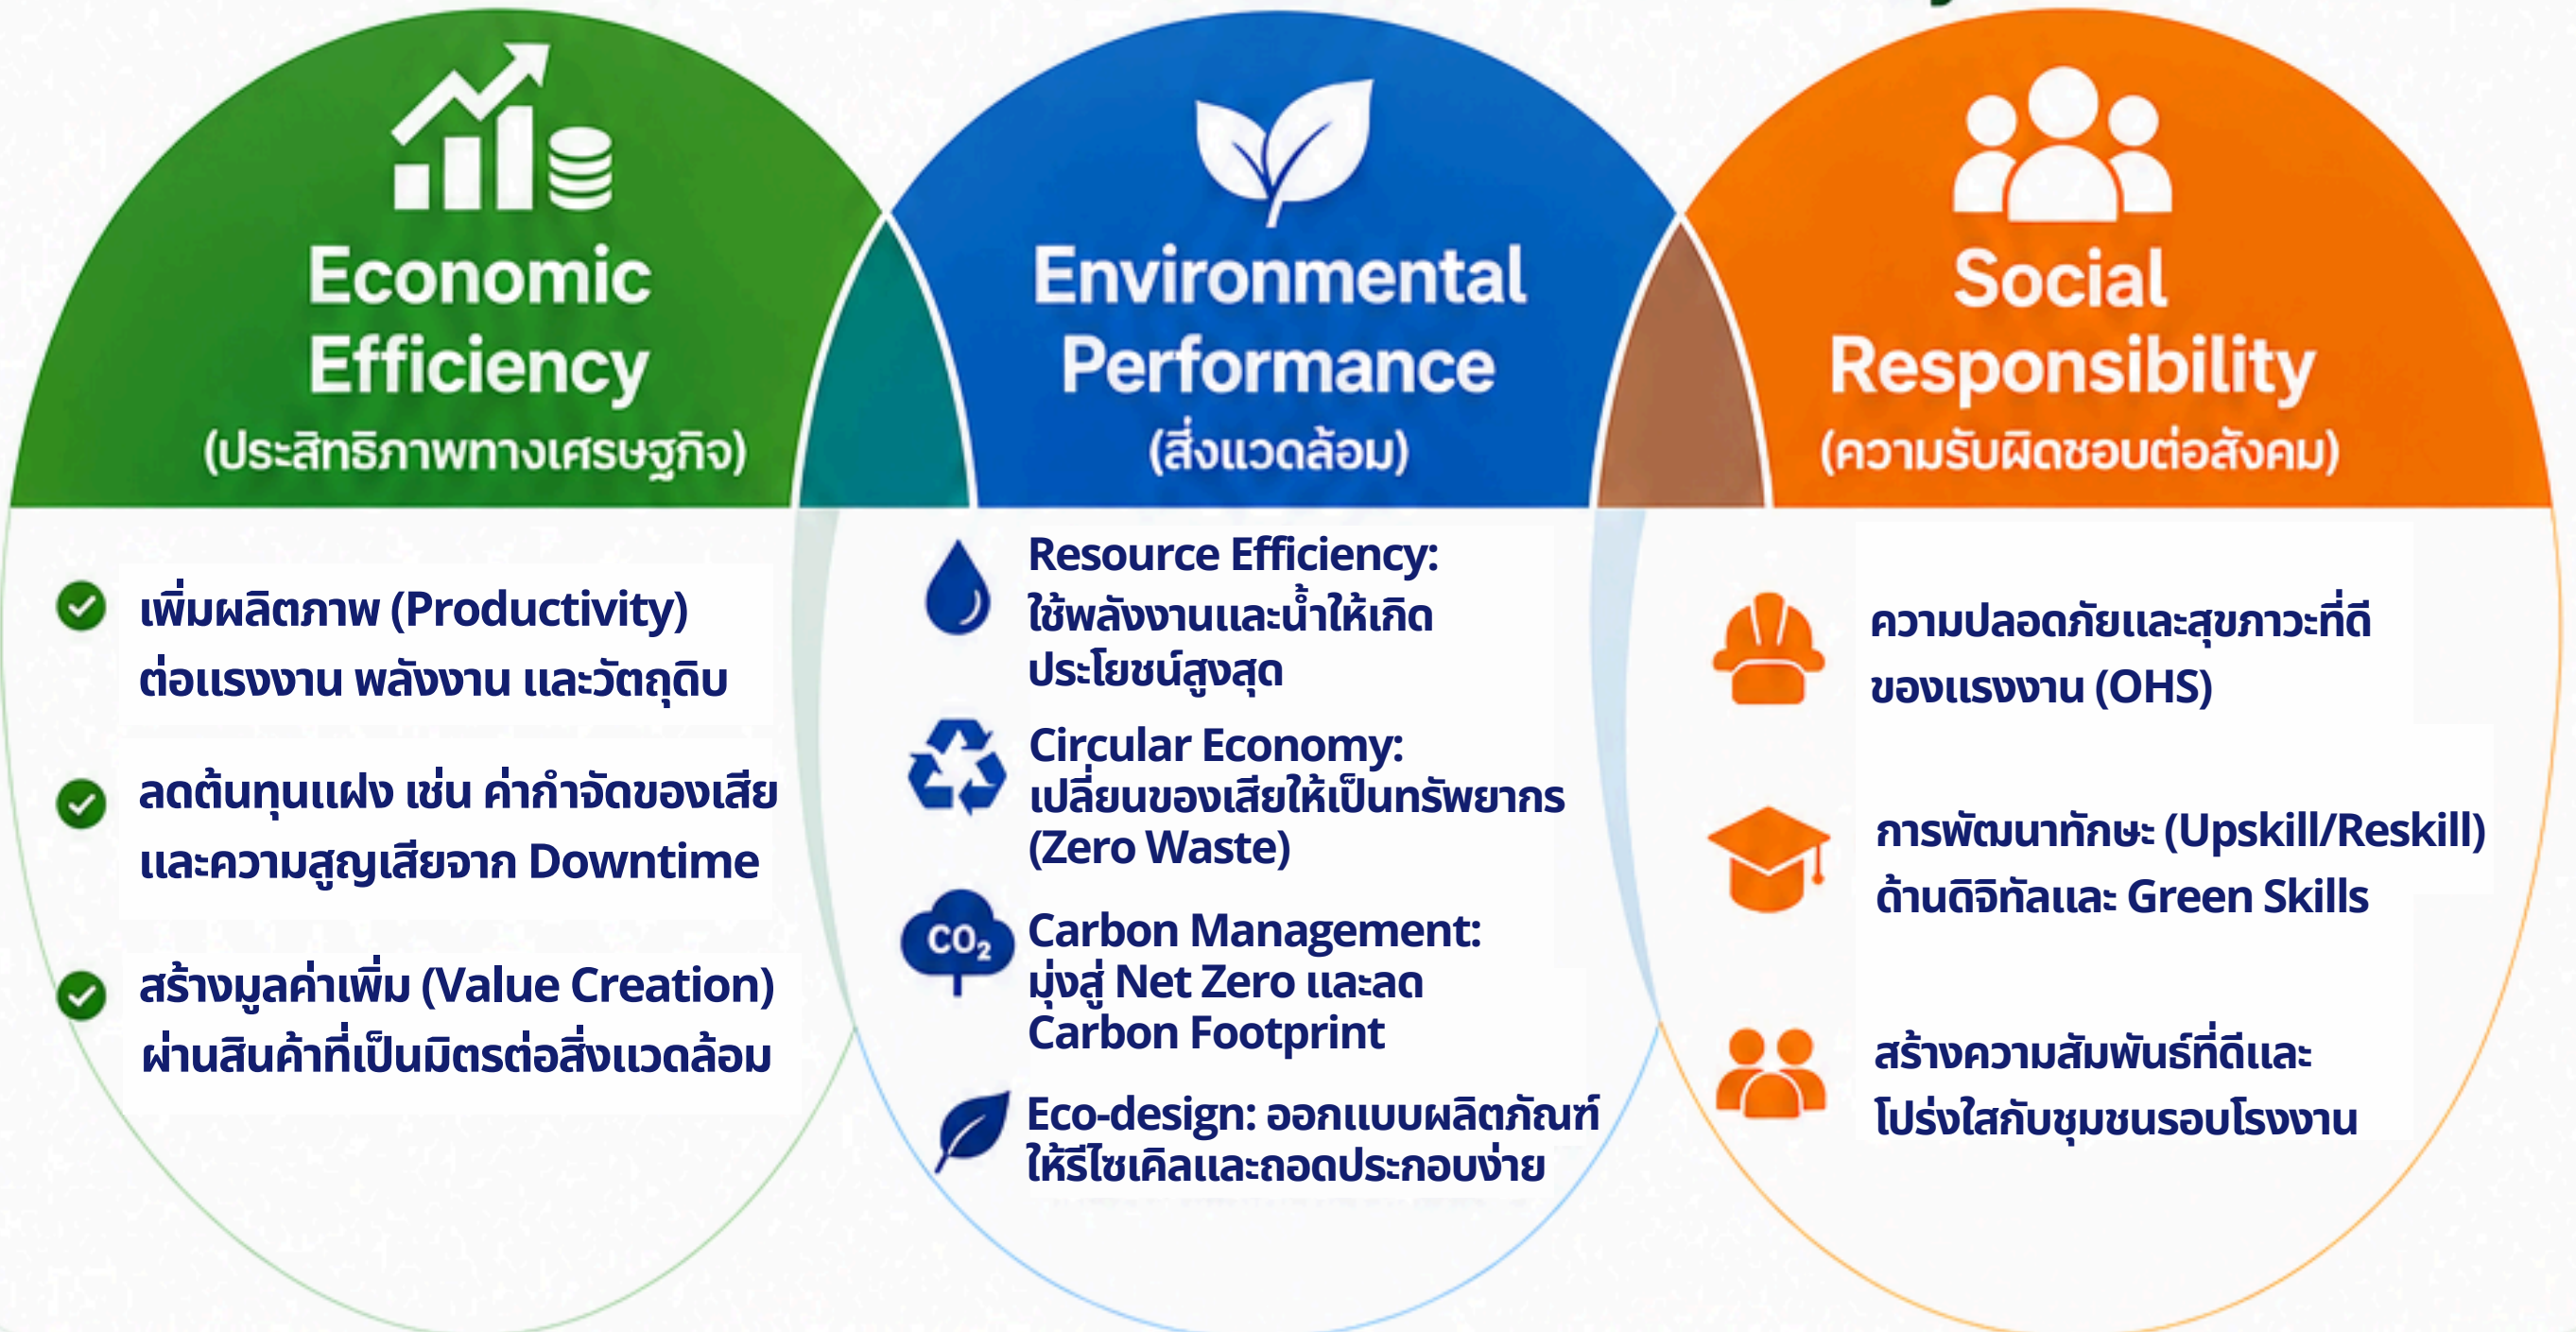 Economic
Efficiency
(ประสิทธิภาพทางเศรษฐกิจ)
เพิ่มผลิตภาพ (Productivity)
ต่อแรงงาน พลังงาน และวัตถุดิบ
ลดต้นทุนแฝง เช่น ค่ากำจัดของเสีย
และความสูญเสียจาก Downtime
สร้างมูลค่าเพิ่ม (Value Creation)
ผ่านสินค้าที่เป็นมิตรต่อสิ่งแวดล้อม
Environmental
Performance
(สิ่งแวดล้อม)
Resource Efficiency:
ใช้พลังงานและน้ำให้เกิด
ประโยชน์สูงสุด
Circular Economy:
เปลี่ยนของเสียให้เป็นทรัพยากร
(Zero Waste)
CO₂
Carbon Management:
มุ่งสู่ Net Zero และลด
Carbon Footprint
Eco-design: ออกแบบผลิตภัณฑ์
ให้รีไซเคิลและถอดประกอบง่าย
Social
Responsibility
(ความรับผิดชอบต่อสังคม)
ความปลอดภัยและสุขภาวะที่ดี
ของแรงงาน (OHS)
การพัฒนาทักษะ (Upskill/Reskill)
ด้านดิจิทัลและ Green Skills
สร้างความสัมพันธ์ที่ดีและ
โปร่งใสกับชุมชนรอบโรงงาน